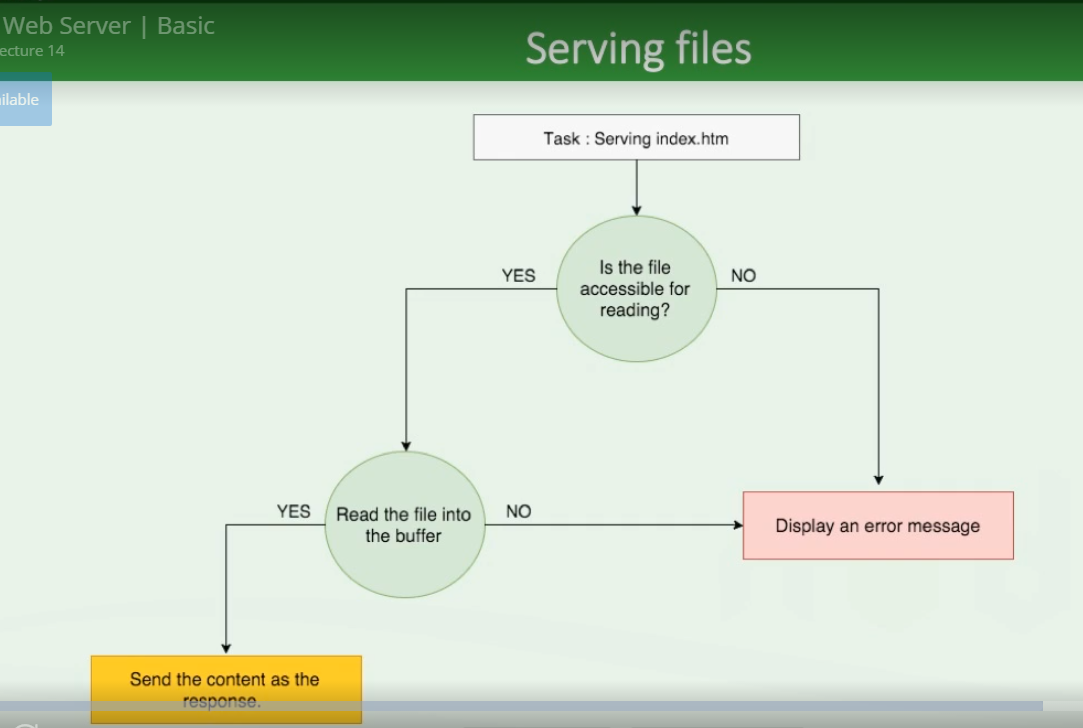 Web Server | Basic
ecture 14
Serving files
ilable
Task : Serving index.htm
Is the file
accessible for
reading?
YES
NO
Read the file into
the buffer
YES
NO
Display an error message
Send the content as the
response.